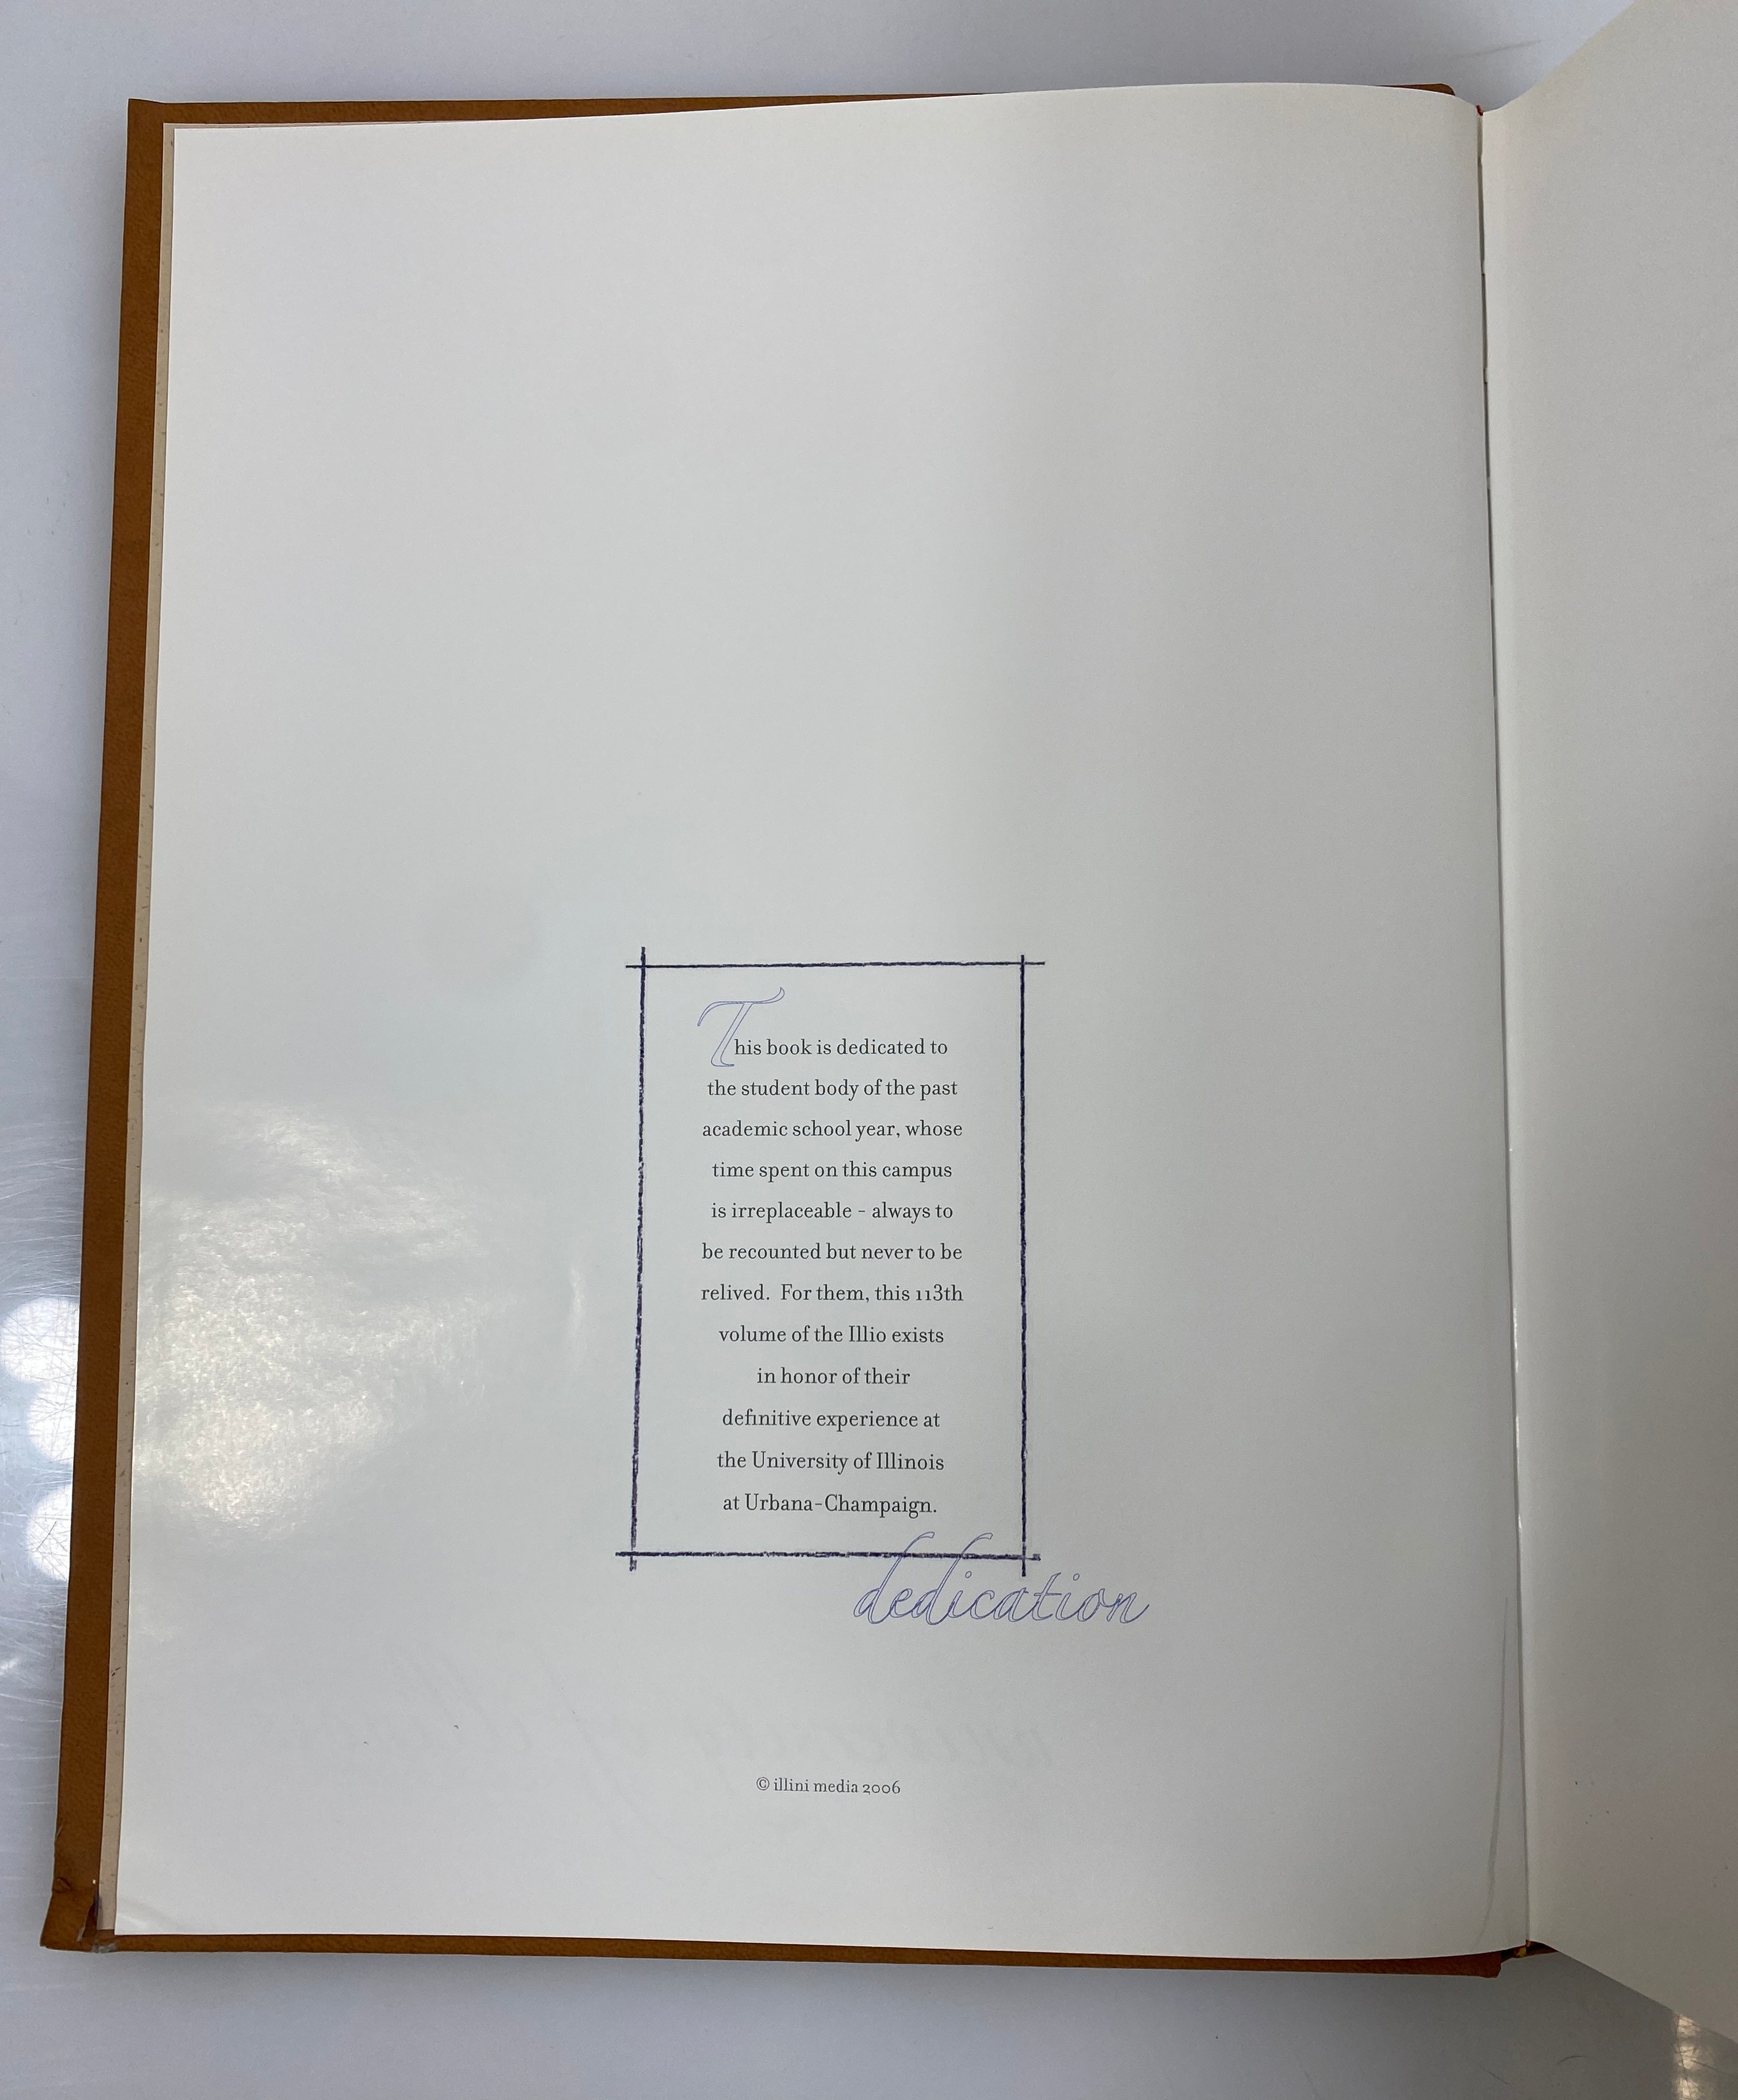 This book is dedicated to
the student body of the past
academic school year, whose
time spent on this campus
is irreplaceable - always to
be recounted but never to be
relived.  For them, this 113th
volume of the Illio exists
in honor of their
definitive experience at
the University of Illinois
at Urbana-Champaign.
dedication
© illini media 2006